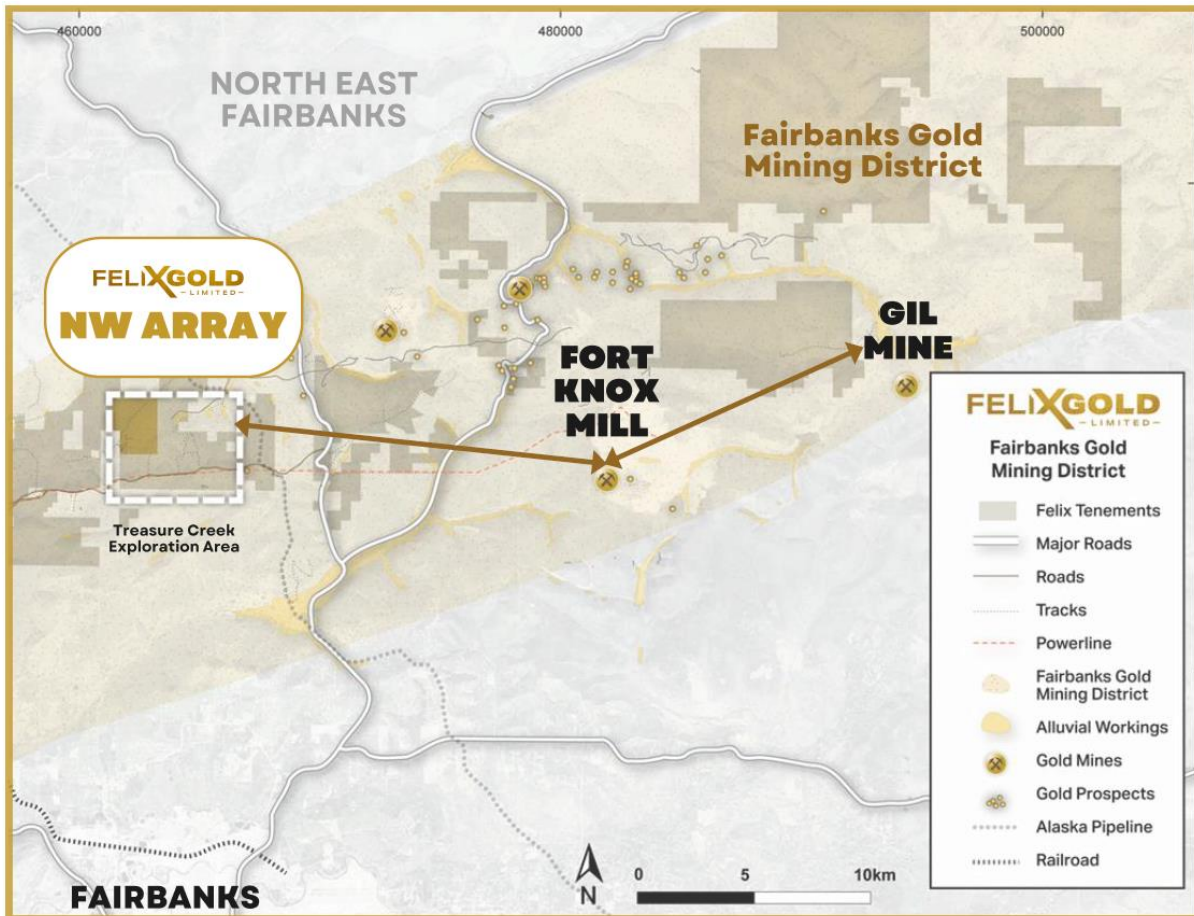 460000
480000
500000
NORTH EAST
FAIRBANKS
Fairbanks Gold
Mining District
FELIXGOLD
LIMITED
NW ARRAY
GIL
MINE
FORT
KNOX
MILL
Treasure Creek
Exploration Area
FELIXGOLD
LIMITED
Fairbanks Gold
Mining District
Felix Tenements
Major Roads
Roads
Tracks
Powerline
Fairbanks Gold
Mining District
Alluvial Workings
Gold Mines
Gold Prospects
Alaska Pipeline
Railroad
N
0 5 10km
FAIRBANKS